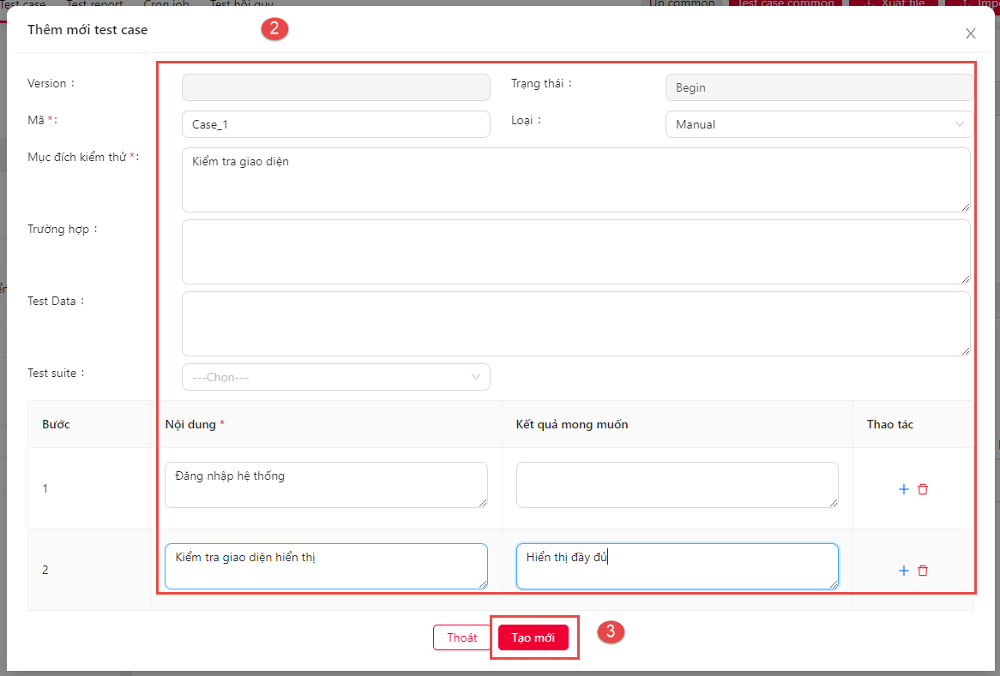 Test case Test report Cron job Test hồi quy Up common Test case common Xuất file Impo
Thêm mới test case 2
Version :
Trạng thái : Begin
Mã * : Case_1
Loại : Manual
Mục đích kiểm thử * : Kiểm tra giao diện
Trường hợp :
Test Data :
Test suite : ---Chọn---
Bước Nội dung * Kết quả mong muốn Thao tác
1 Đăng nhập hệ thống
2 Kiểm tra giao diện hiển thị Hiển thị đầy đủ
Thoát Tạo mới 3